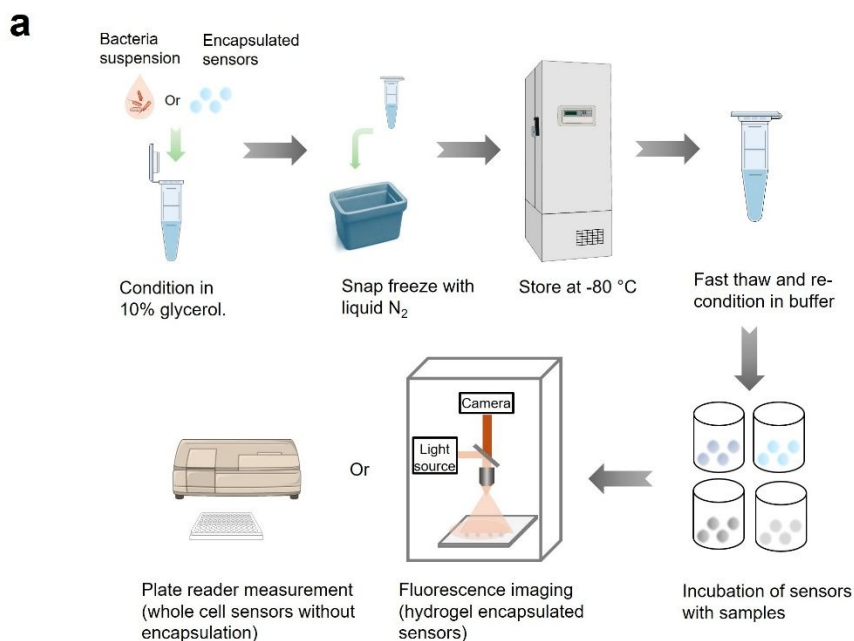 a
Bacteria
suspension
Or
Encapsulated
sensors
Condition in
10% glycerol.
Snap freeze with
liquid N₂
Store at -80 °C
Fast thaw and re-
condition in buffer
Camera
Light
source
Or
Plate reader measurement
(whole cell sensors without
encapsulation)
Fluorescence imaging
(hydrogel encapsulated
sensors)
Incubation of sensors
with samples